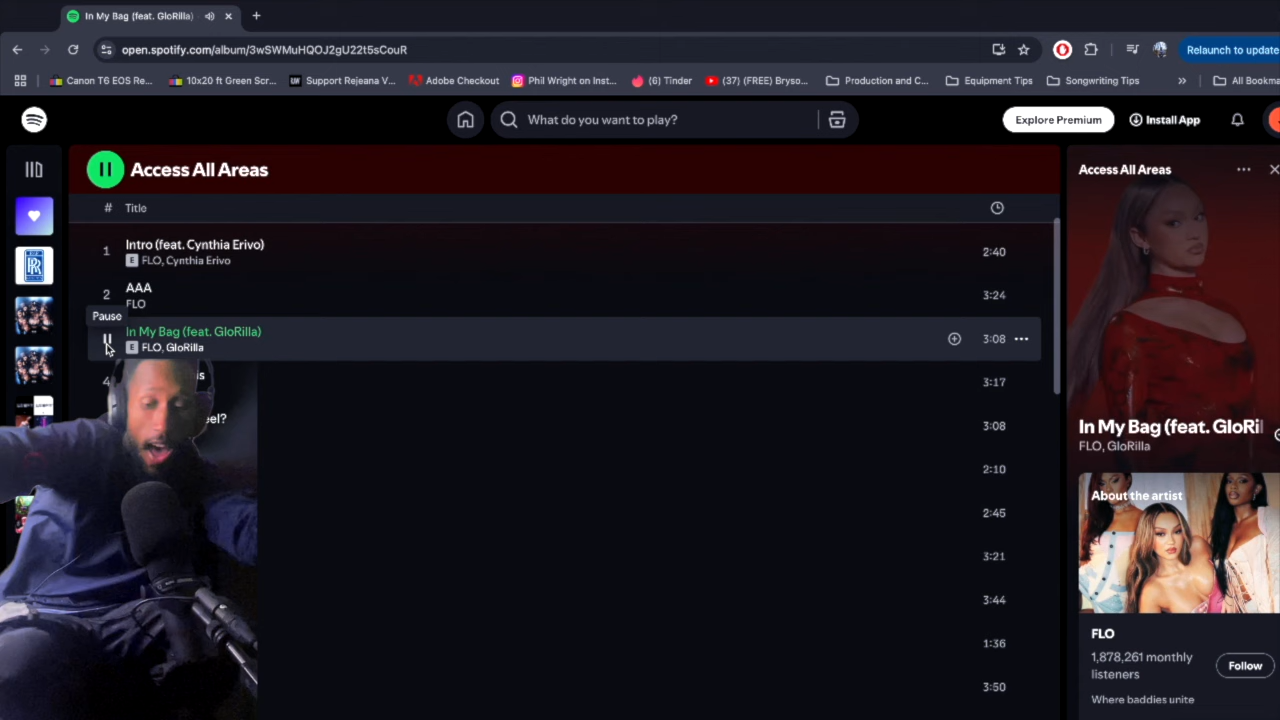 In My Bag (feat. GloRilla)
open.spotify.com/album/3wSWMuHQOJ2gU22t5sCouR
Relaunch to update
Canon T6 EOS Re...
10x20 ft Green Scr...
Support Rejeana V...
Adobe Checkout
Phil Wright on Inst...
(6) Tinder
(37) (FREE) Bryso...
Production and C...
Equipment Tips
Songwriting Tips
All Bookma
What do you want to play?
Explore Premium
Install App
Access All Areas
# Title
1 Intro (feat. Cynthia Erivo) 2:40
E FLO, Cynthia Erivo
2 AAA 3:24
FLO
Pause
In My Bag (feat. GloRilla) 3:08
E FLO, GloRilla
4 is 3:17
eel? 3:08
2:10
2:45
3:21
3:44
1:36
3:50
Access All Areas
In My Bag (feat. GloRil
FLO, GloRilla
About the artist
FLO
1,878,261 monthly
listeners
Follow
Where baddies unite